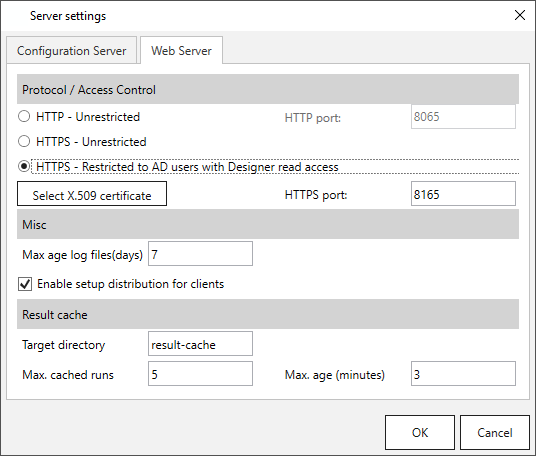 Server settings
Configuration Server Web Server
Protocol / Access Control
HTTP - Unrestricted HTTP port: 8065
HTTPS - Unrestricted
HTTPS - Restricted to AD users with Designer read access
Select X.509 certificate HTTPS port: 8165
Misc
Max age log files(days) 7
Enable setup distribution for clients
Result cache
Target directory result-cache
Max. cached runs 5 Max. age (minutes) 3
OK Cancel